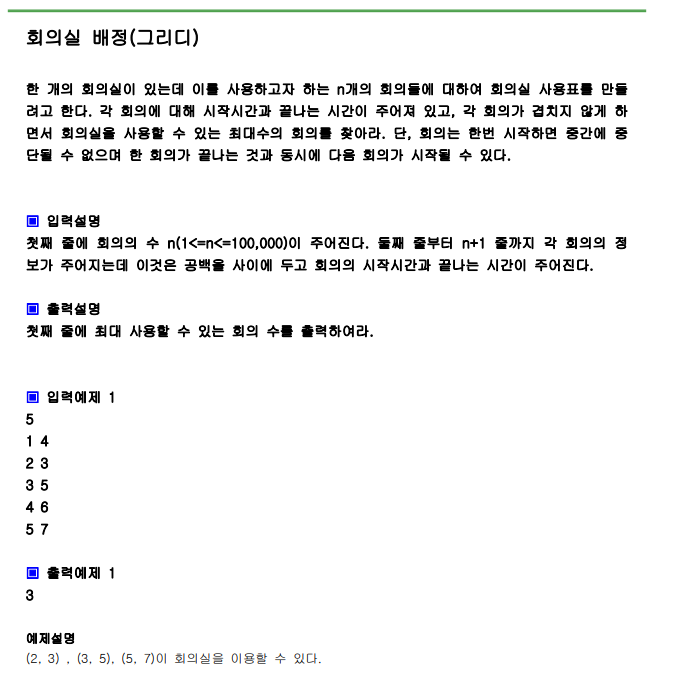 회의실 배정(그리디)
한 개의 회의실이 있는데 이를 사용하고자 하는 n개의 회의들에 대하여 회의실 사용표를 만들
려고 한다. 각 회의에 대해 시작시간과 끝나는 시간이 주어져 있고, 각 회의가 겹치지 않게 하
면서 회의실을 사용할 수 있는 최대수의 회의를 찾아라. 단, 회의는 한번 시작하면 중간에 중
단될 수 없으며 한 회의가 끝나는 것과 동시에 다음 회의가 시작될 수 있다.
▣ 입력설명
첫째 줄에 회의의 수 n(1<=n<=100,000)이 주어진다. 둘째 줄부터 n+1 줄까지 각 회의의 정
보가 주어지는데 이것은 공백을 사이에 두고 회의의 시작시간과 끝나는 시간이 주어진다.
▣ 출력설명
첫째 줄에 최대 사용할 수 있는 회의 수를 출력하여라.
▣ 입력예제 1
5
1 4
2 3
3 5
4 6
5 7
▣ 출력예제 1
3
예제설명
(2, 3) , (3, 5), (5, 7)이 회의실을 이용할 수 있다.